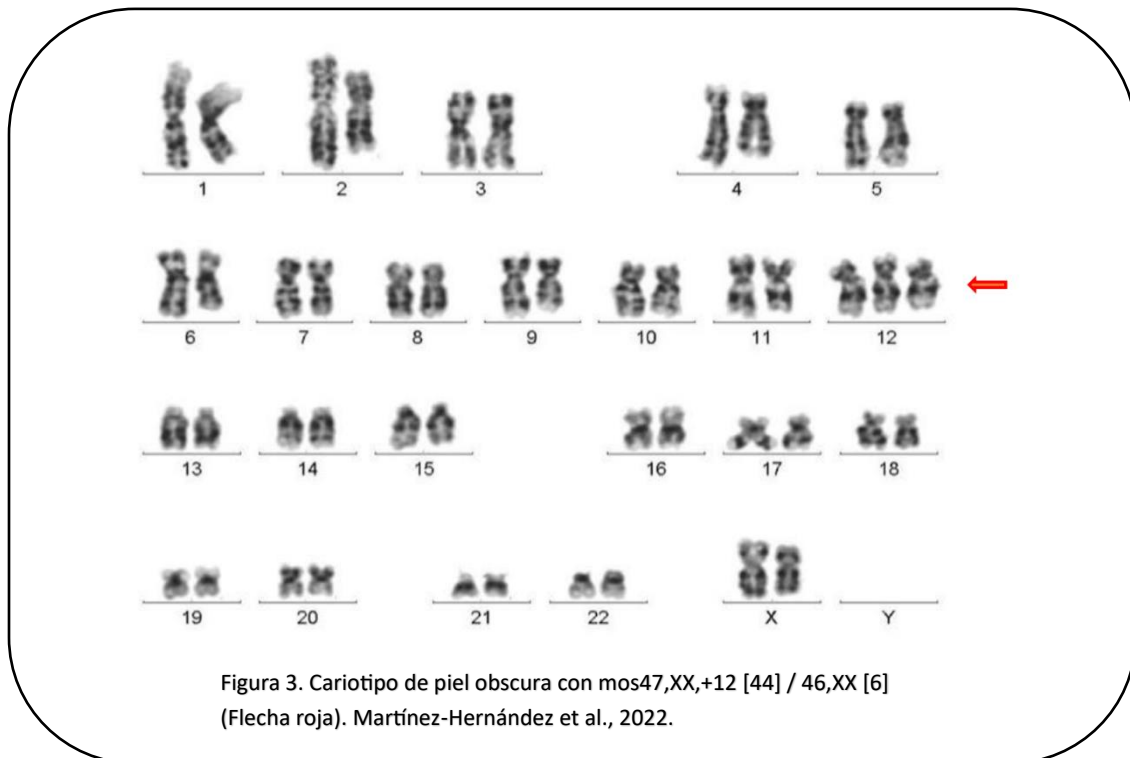 1 2 3 4 5
6 7 8 9 10 11 12
13 14 15 16 17 18
19 20 21 22 X Y
Figura 3. Cariotipo de piel obscura con mos47,XX,+12 [44] / 46,XX [6]
(Flecha roja). Martínez-Hernández et al., 2022.